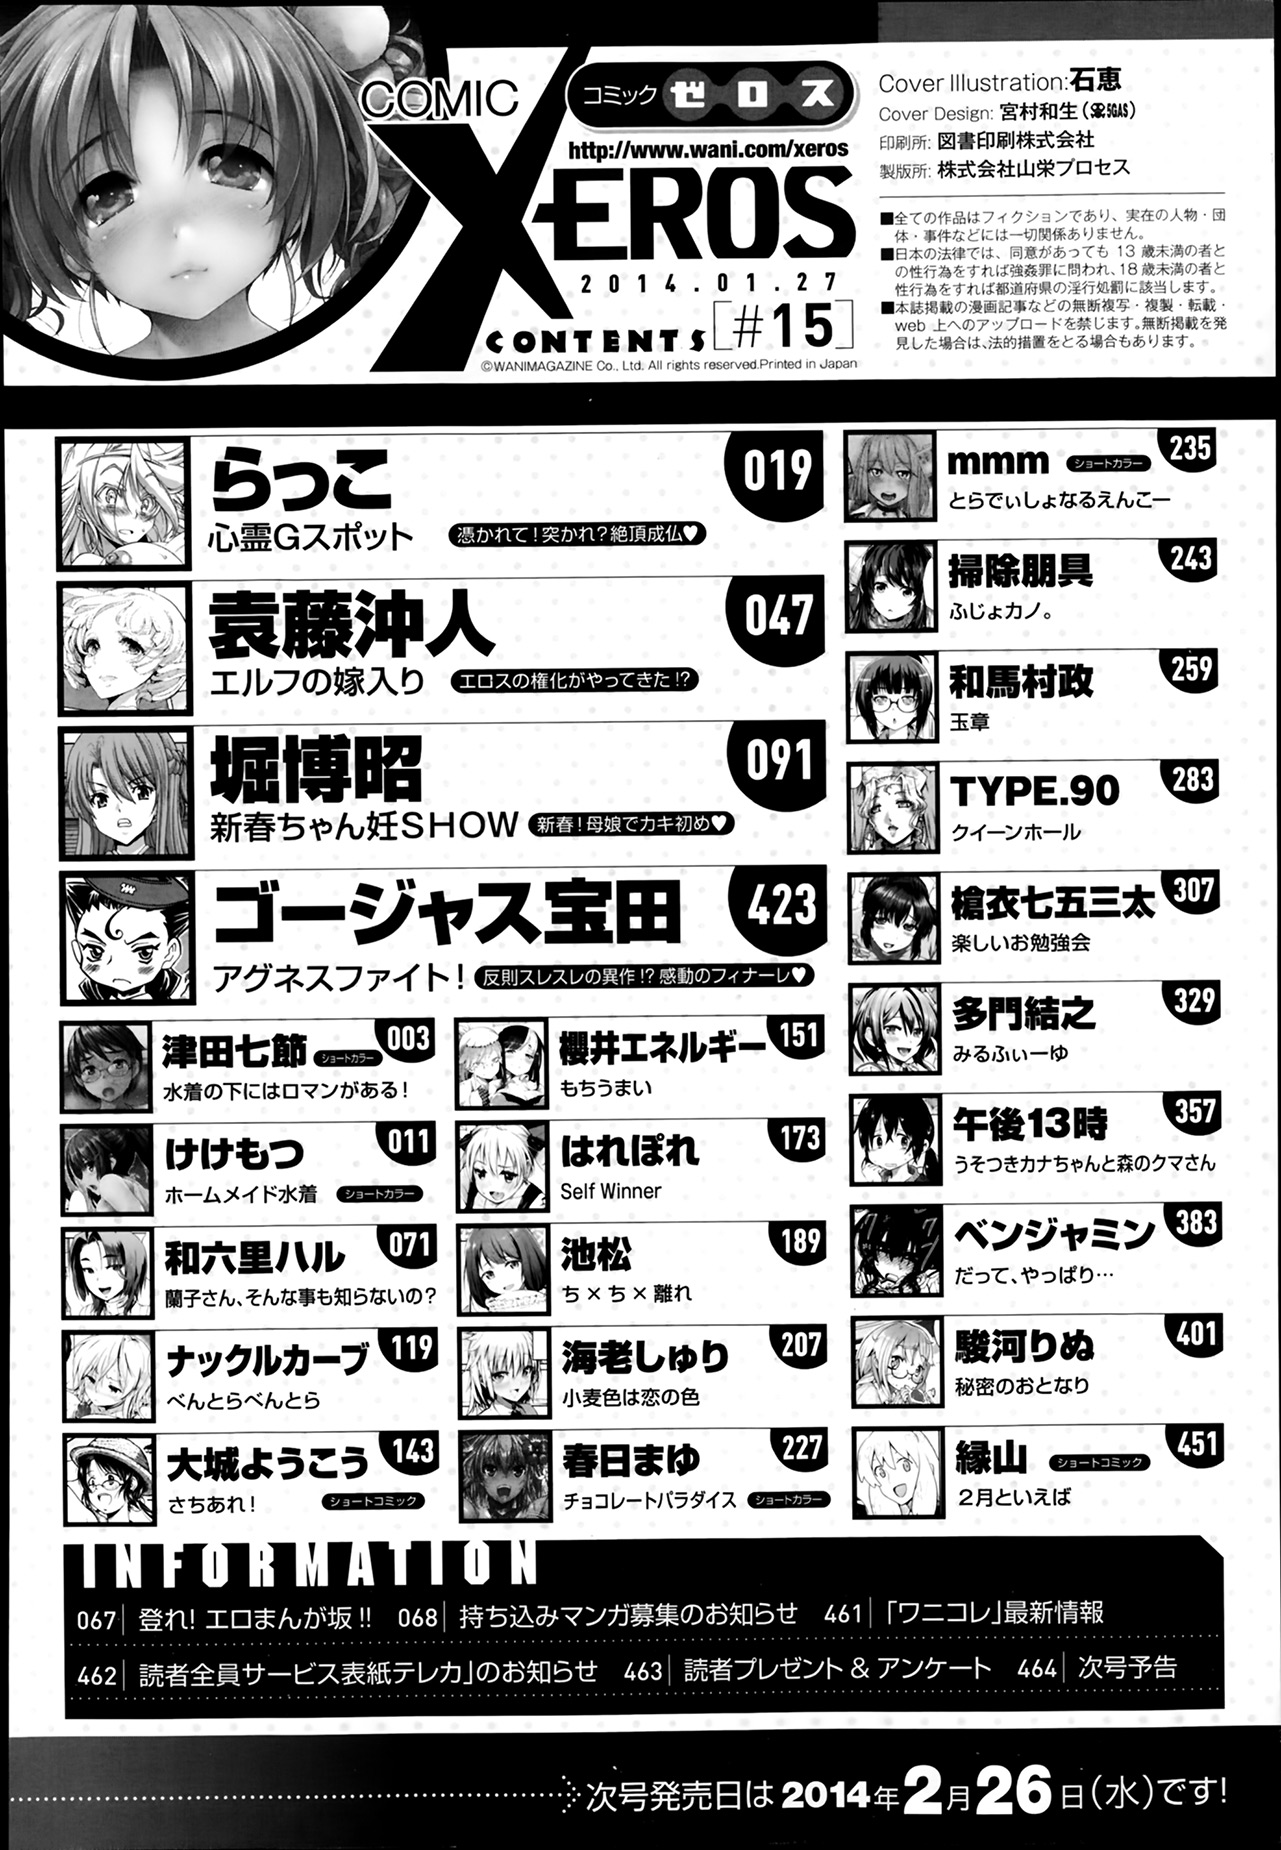 COMIC
コミック ゼロス
http://www.wani.com/xeros
XEROS
2014.01.27
CONTENTS [#15]
©WANIMAGAZINE Co., Ltd. All rights reserved.Printed in Japan
Cover Illustration:石恵
Cover Design: 宮村和生(5GAS)
印刷所: 図書印刷株式会社
製版所: 株式会社山栄プロセス
■全ての作品はフィクションであり、実在の人物・団
体・事件などには一切関係ありません。
■日本の法律では、同意があっても 13 歳未満の者と
の性行為をすれば強姦罪に問われ、18歳未満の者と
性行為をすれば都道府県の淫行処罰に該当します。
■本誌掲載の漫画記事などの無断複写・複製・転載・
web 上へのアップロードを禁じます。無断掲載を発
見した場合は、法的措置をとる場合もあります。
らっこ 019
心霊Gスポット 憑かれて!突かれ?絶頂成仏♥
袁藤沖人 047
エルフの嫁入り エロスの権化がやってきた!?
堀博昭 091
新春ちゃん妊SHOW 新春!母娘でカキ初め♥
ゴージャス宝田 423
アグネスファイト! 反則スレスレの異作!?感動のフィナーレ♥
津田七節 ショートカラー 003
水着の下にはロマンがある!
けけもつ 011
ホームメイド水着 ショートカラー
和六里ハル 071
蘭子さん、そんな事も知らないの?
ナックルカーブ 119
べんとらべんとら
大城ようこう 143
さちあれ! ショートコミック
櫻井エネルギー 151
もちうまい
はれぽれ 173
Self Winner
池松 189
ち×ち×離れ
海老しゅり 207
小麦色は恋の色
春日まゆ 227
チョコレートパラダイス ショートカラー
mmm ショートカラー 235
とらでぃしょなるえんこー
掃除朋具 243
ふじょカノ。
和馬村政 259
玉章
TYPE.90 283
クイーンホール
槍衣七五三太 307
楽しいお勉強会
多門結之 329
みるふぃーゆ
午後13時 357
うそつきカナちゃんと森のクマさん
ベンジャミン 383
だって、やっぱり…
駿河りぬ 401
秘密のおとなり
縁山 ショートコミック 451
2月といえば
INFORMATION
067 登れ! エロまんが坂!! 068 持ち込みマンガ募集のお知らせ 461 「ワニコレ」最新情報
462 読者全員サービス表紙テレカ」のお知らせ 463 読者プレゼント & アンケート 464 次号予告
次号発売日は 2014年2月26日(水)です!